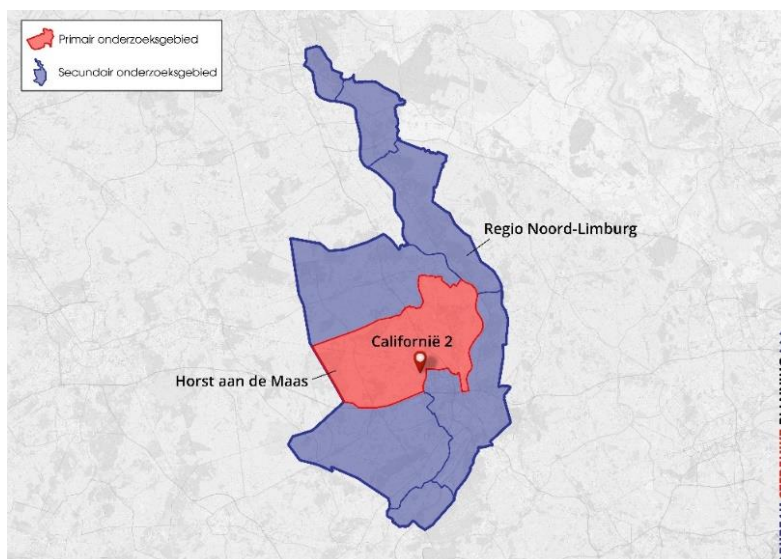 Primair onderzoeksgebied
Secundair onderzoeksgebied
Regio Noord-Limburg
Californië 2
Horst aan de Maas